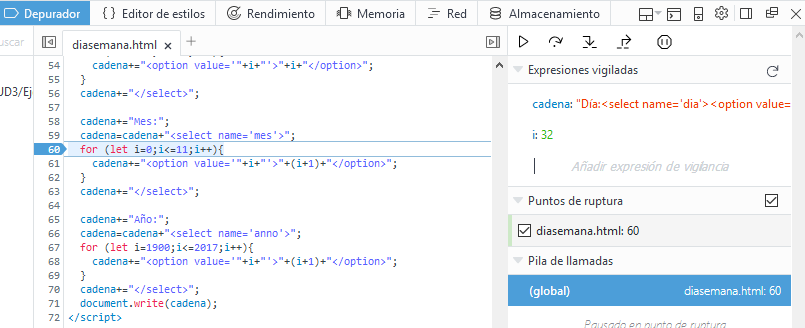 Depurador
Editor de estilos
Rendimiento
Memoria
Red
Almacenamiento
uscar
diasemana.html
54 cadena+="<option value='"+i+"'>"+i+"</option>";
55 }
56 cadena+="</select>";
57
58 cadena+="Mes:";
59 cadena=cadena+"<select name='mes'>";
60 for (let i=0;i<=11;i++){
61 cadena+="<option value='"+i+"'>"+(i+1)+"</option>";
62 }
63 cadena+="</select>";
64
65 cadena+="Año:";
66 cadena=cadena+"<select name='anno'>";
67 for (let i=1900;i<=2017;i++){
68 cadena+="<option value='"+i+"'>"+(i+1)+"</option>";
69 }
70 cadena+="</select>";
71 document.write(cadena);
72 </script>
UD3/Eje
Expresiones vigiladas
cadena: "Día:<select name='dia'><option value=
i: 32
Añadir expresión de vigilancia
Puntos de ruptura
diasemana.html: 60
Pila de llamadas
(global) diasemana.html: 60
Pausado en punto de ruptura